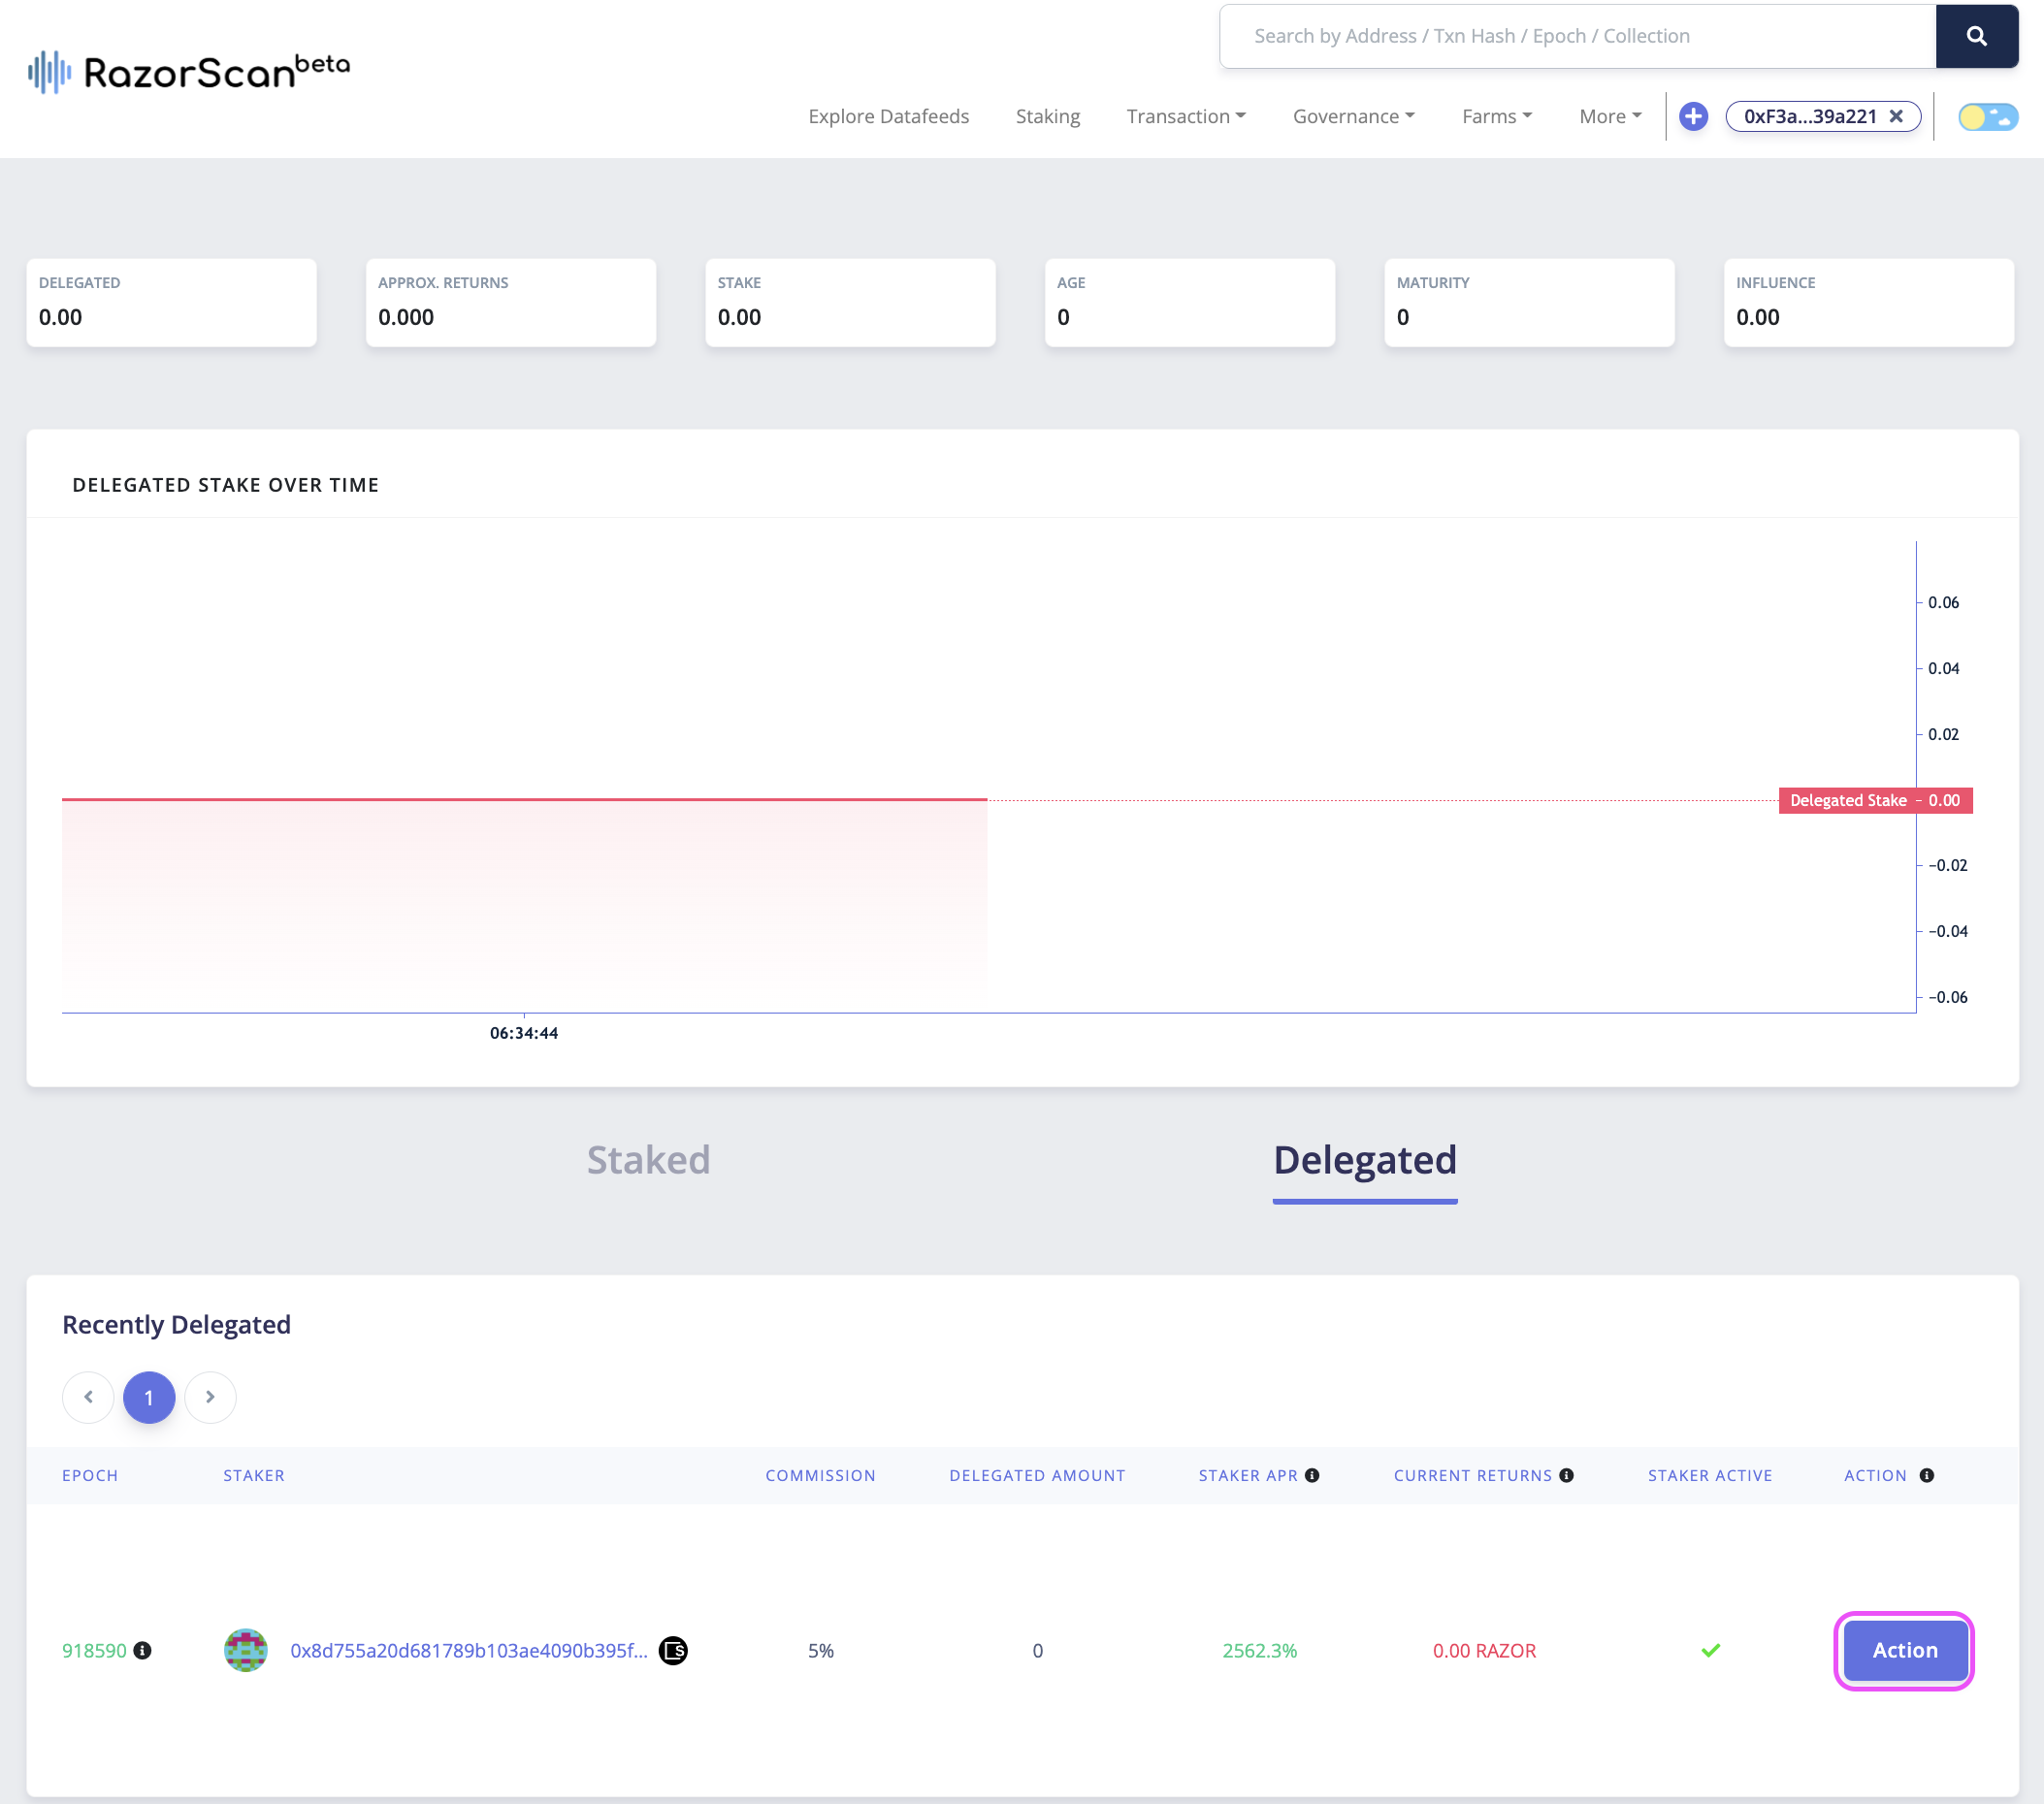 Search by Address / Txn Hash / Epoch / Collection
RazorScan beta
Explore Datafeeds Staking Transaction Governance Farms More 0xF3a...39a221
DELEGATED APPROX. RETURNS STAKE AGE MATURITY INFLUENCE
0.00 0.000 0.00 0 0 0.00
DELEGATED STAKE OVER TIME
0.06
0.04
0.02
Delegated Stake 0.00
-0.02
-0.04
-0.06
06:34:44
Staked Delegated
Recently Delegated
1
EPOCH STAKER COMMISSION DELEGATED AMOUNT STAKER APR CURRENT RETURNS STAKER ACTIVE ACTION
918590 0x8d755a20d681789b103ae4090b395f... 5% 0 2562.3% 0.00 RAZOR Action